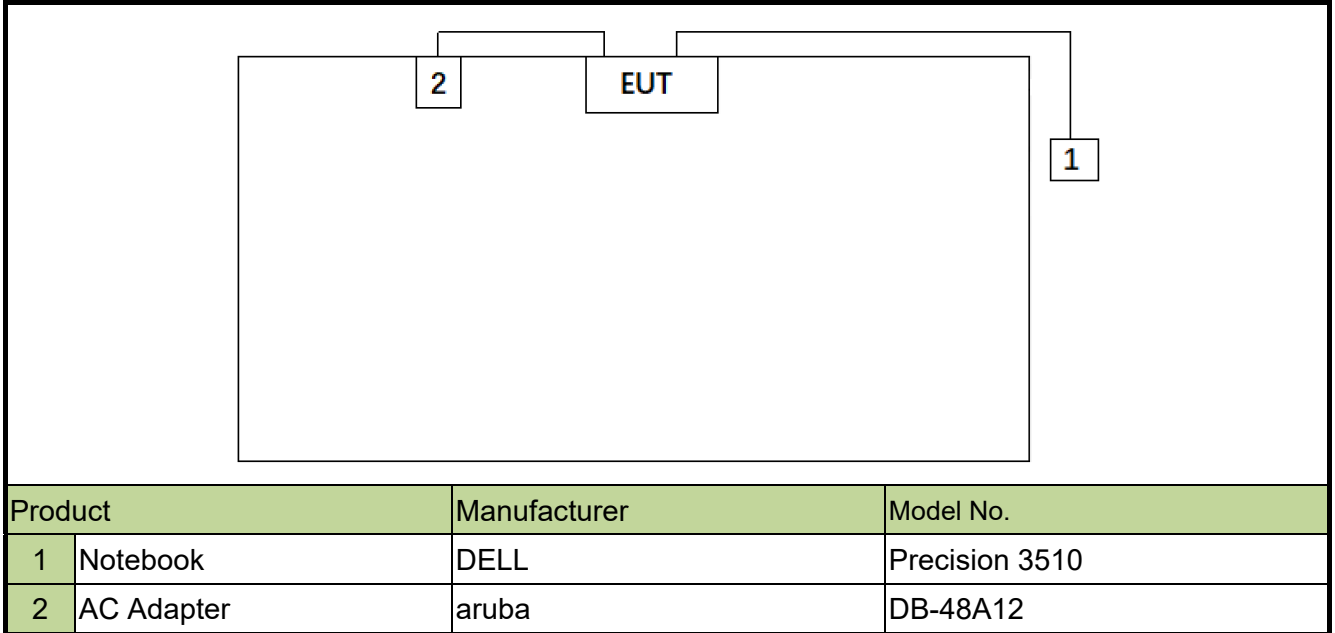 2 EUT
1
Product Manufacturer Model No.
1 Notebook DELL Precision 3510
2 AC Adapter aruba DB-48A12